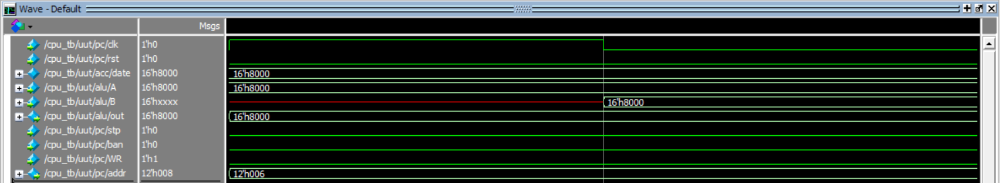 Wave - Default
Msgs
/cpu_tb/uut/pc/clk 1'h0
/cpu_tb/uut/pc/rst 1'h0
/cpu_tb/uut/acc/date 16'h8000 16'h8000
/cpu_tb/uut/alu/A 16'h8000 16'h8000
/cpu_tb/uut/alu/B 16'hxxxx 16'h8000
/cpu_tb/uut/alu/out 16'h8000 16'h8000
/cpu_tb/uut/pc/stp 1'h0
/cpu_tb/uut/pc/ban 1'h0
/cpu_tb/uut/pc/WR 1'h1
/cpu_tb/uut/pc/addr 12'h008 12'h006